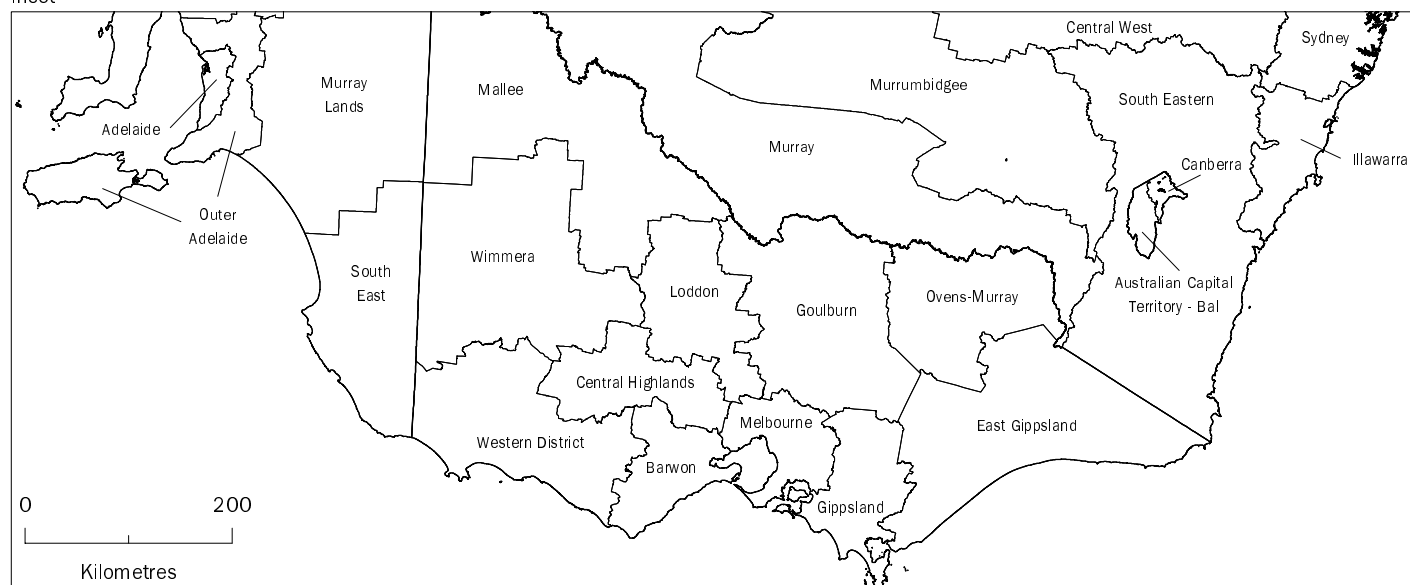 Central West
Sydney
Murray
Lands
Mallee
Murrumbidgee
South Eastern
Adelaide
Murray
Canberra
Illawarra
Outer
Adelaide
Wimmera
South
East
Loddon
Goulburn
Ovens-Murray
Australian Capital
Territory - Bal
Central Highlands
Melbourne
East Gippsland
Western District
Barwon
Gippsland
0 200
Kilometres